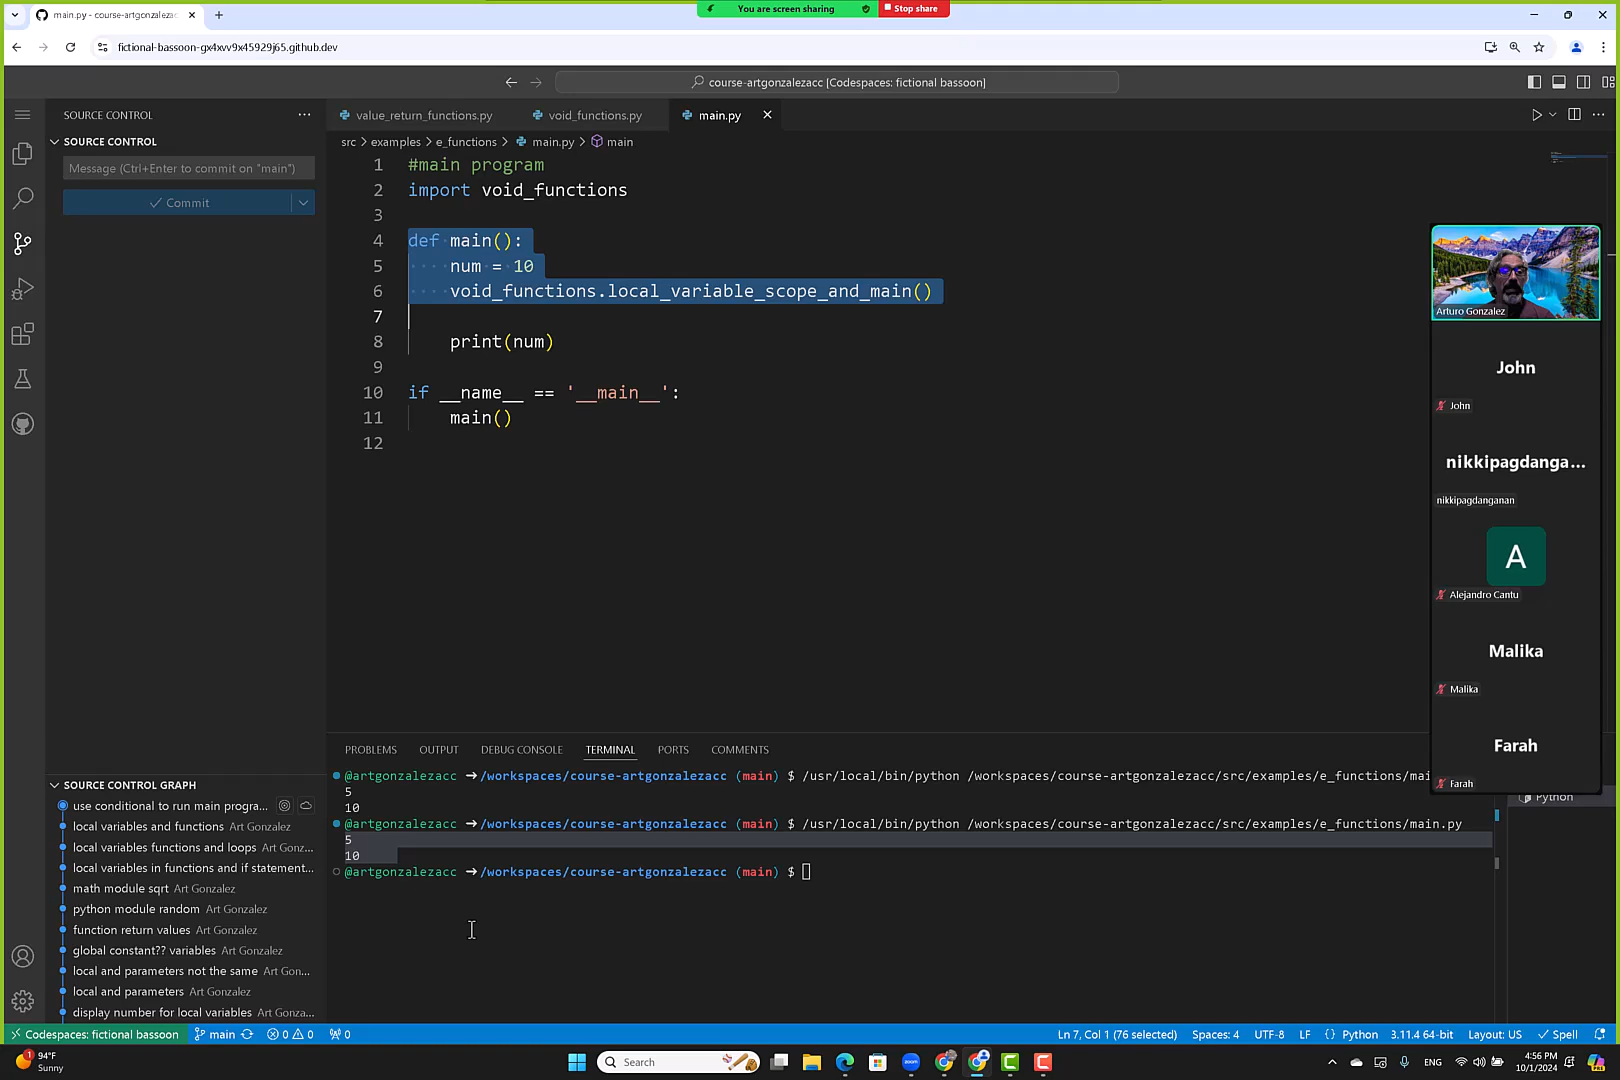 You are screen sharing
Stop share
main.py - course-artgonzalezac
fictional-bassoon-gx4xvv9x45929j65.github.dev
course-artgonzalezacc [Codespaces: fictional bassoon]
SOURCE CONTROL
SOURCE CONTROL
Message (Ctrl+Enter to commit on "main")
Commit
value_return_functions.py
void_functions.py
main.py
src > examples > e_functions > main.py > main
1 #main program
2 import void_functions
3
4 def main():
5 num = 10
6 void_functions.local_variable_scope_and_main()
7
8 print(num)
9
10 if __name__ == '__main__':
11 main()
12
Arturo Gonzalez
John
John
nikkipagdanga...
nikkipagdanganan
A
Alejandro Cantu
Malika
Malika
Farah
Farah
PROBLEMS OUTPUT DEBUG CONSOLE TERMINAL PORTS COMMENTS
@artgonzalezacc ➜ /workspaces/course-artgonzalezacc (main) $ /usr/local/bin/python /workspaces/course-artgonzalezacc/src/examples/e_functions/mai
5
10
@artgonzalezacc ➜ /workspaces/course-artgonzalezacc (main) $ /usr/local/bin/python /workspaces/course-artgonzalezacc/src/examples/e_functions/main.py
5
10
@artgonzalezacc ➜ /workspaces/course-artgonzalezacc (main) $
Python
SOURCE CONTROL GRAPH
use conditional to run main progra...
local variables and functions Art Gonzalez
local variables functions and loops Art Gonz...
local variables in functions and if statement...
math module sqrt Art Gonzalez
python module random Art Gonzalez
function return values Art Gonzalez
global constant?? variables Art Gonzalez
local and parameters not the same Art Gon...
local and parameters Art Gonzalez
display number for local variables Art Gonza...
Codespaces: fictional bassoon main 0 0 0
Ln 7, Col 1 (76 selected) Spaces: 4 UTF-8 LF {} Python 3.11.4 64-bit Layout: US Spell
1
94°F
Sunny
Search
zoom
ENG
4:56 PM
10/1/2024